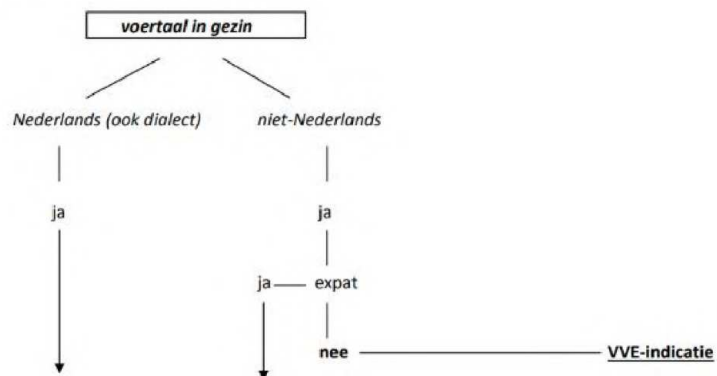 voertaal in gezin
Nederlands (ook dialect) niet-Nederlands
ja ja
ja expat
nee VVE-indicatie